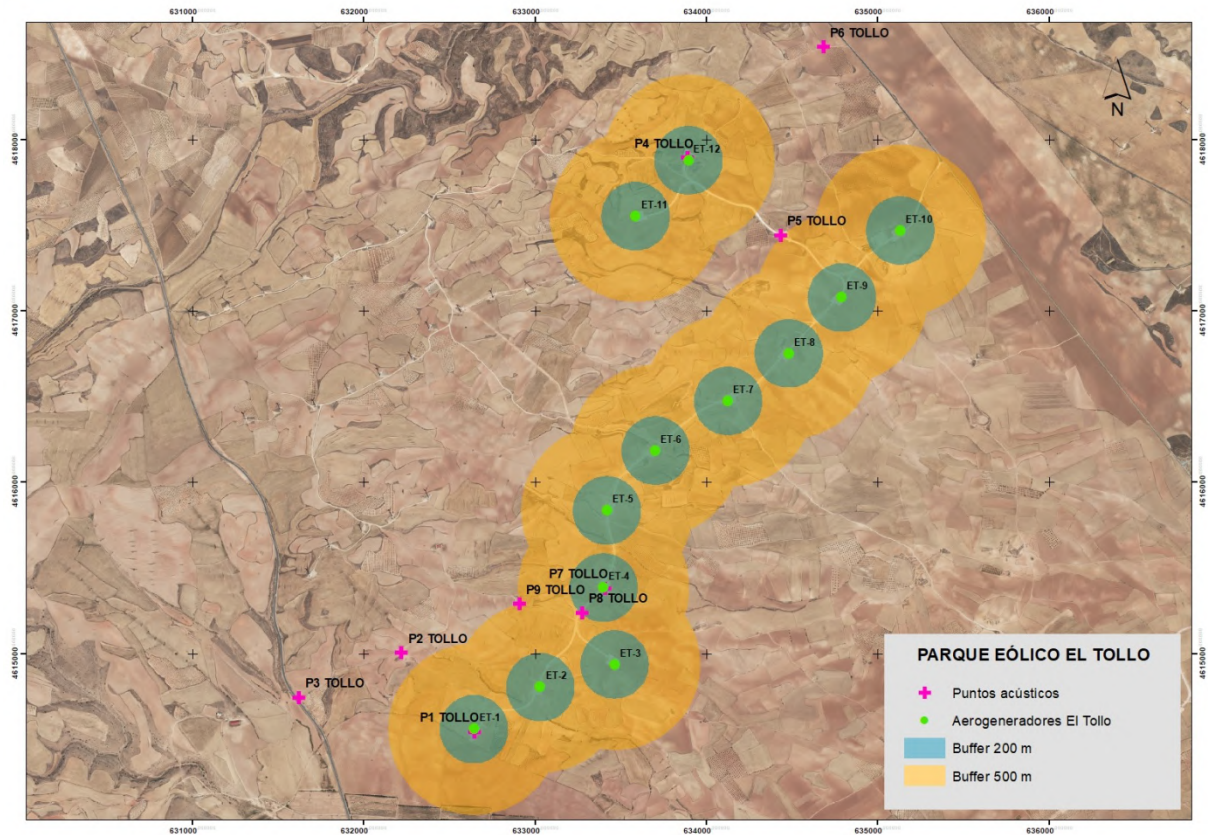 631000
632000
633000
634000
635000
636000
P6 TOLLO
N
4618000
4618000
P4 TOLLO
ET-12
ET-11
P5 TOLLO
ET-10
ET-9
4617000
4617000
ET-8
ET-7
ET-6
4616000
4616000
ET-5
P7 TOLLO
ET-4
P9 TOLLO
P8 TOLLO
P2 TOLLO
ET-3
4615000
4615000
ET-2
P3 TOLLO
P1 TOLLO
ET-1
PARQUE EÓLICO EL TOLLO
Puntos acústicos
Aerogeneradores El Tollo
Buffer 200 m
Buffer 500 m
631000
632000
633000
634000
635000
636000